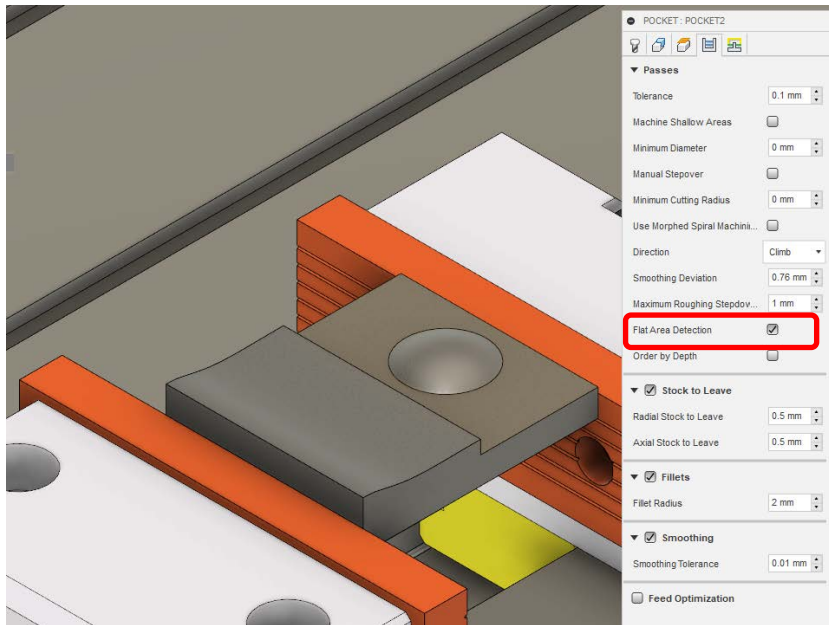 POCKET : POCKET2
Passes
Tolerance 0.1 mm
Machine Shallow Areas
Minimum Diameter 0 mm
Manual Stepover
Minimum Cutting Radius 0 mm
Use Morphed Spiral Machini...
Direction Climb
Smoothing Deviation 0.76 mm
Maximum Roughing Stepdov... 1 mm
Flat Area Detection
Order by Depth
Stock to Leave
Radial Stock to Leave 0.5 mm
Axial Stock to Leave 0.5 mm
Fillets
Fillet Radius 2 mm
Smoothing
Smoothing Tolerance 0.01 mm
Feed Optimization